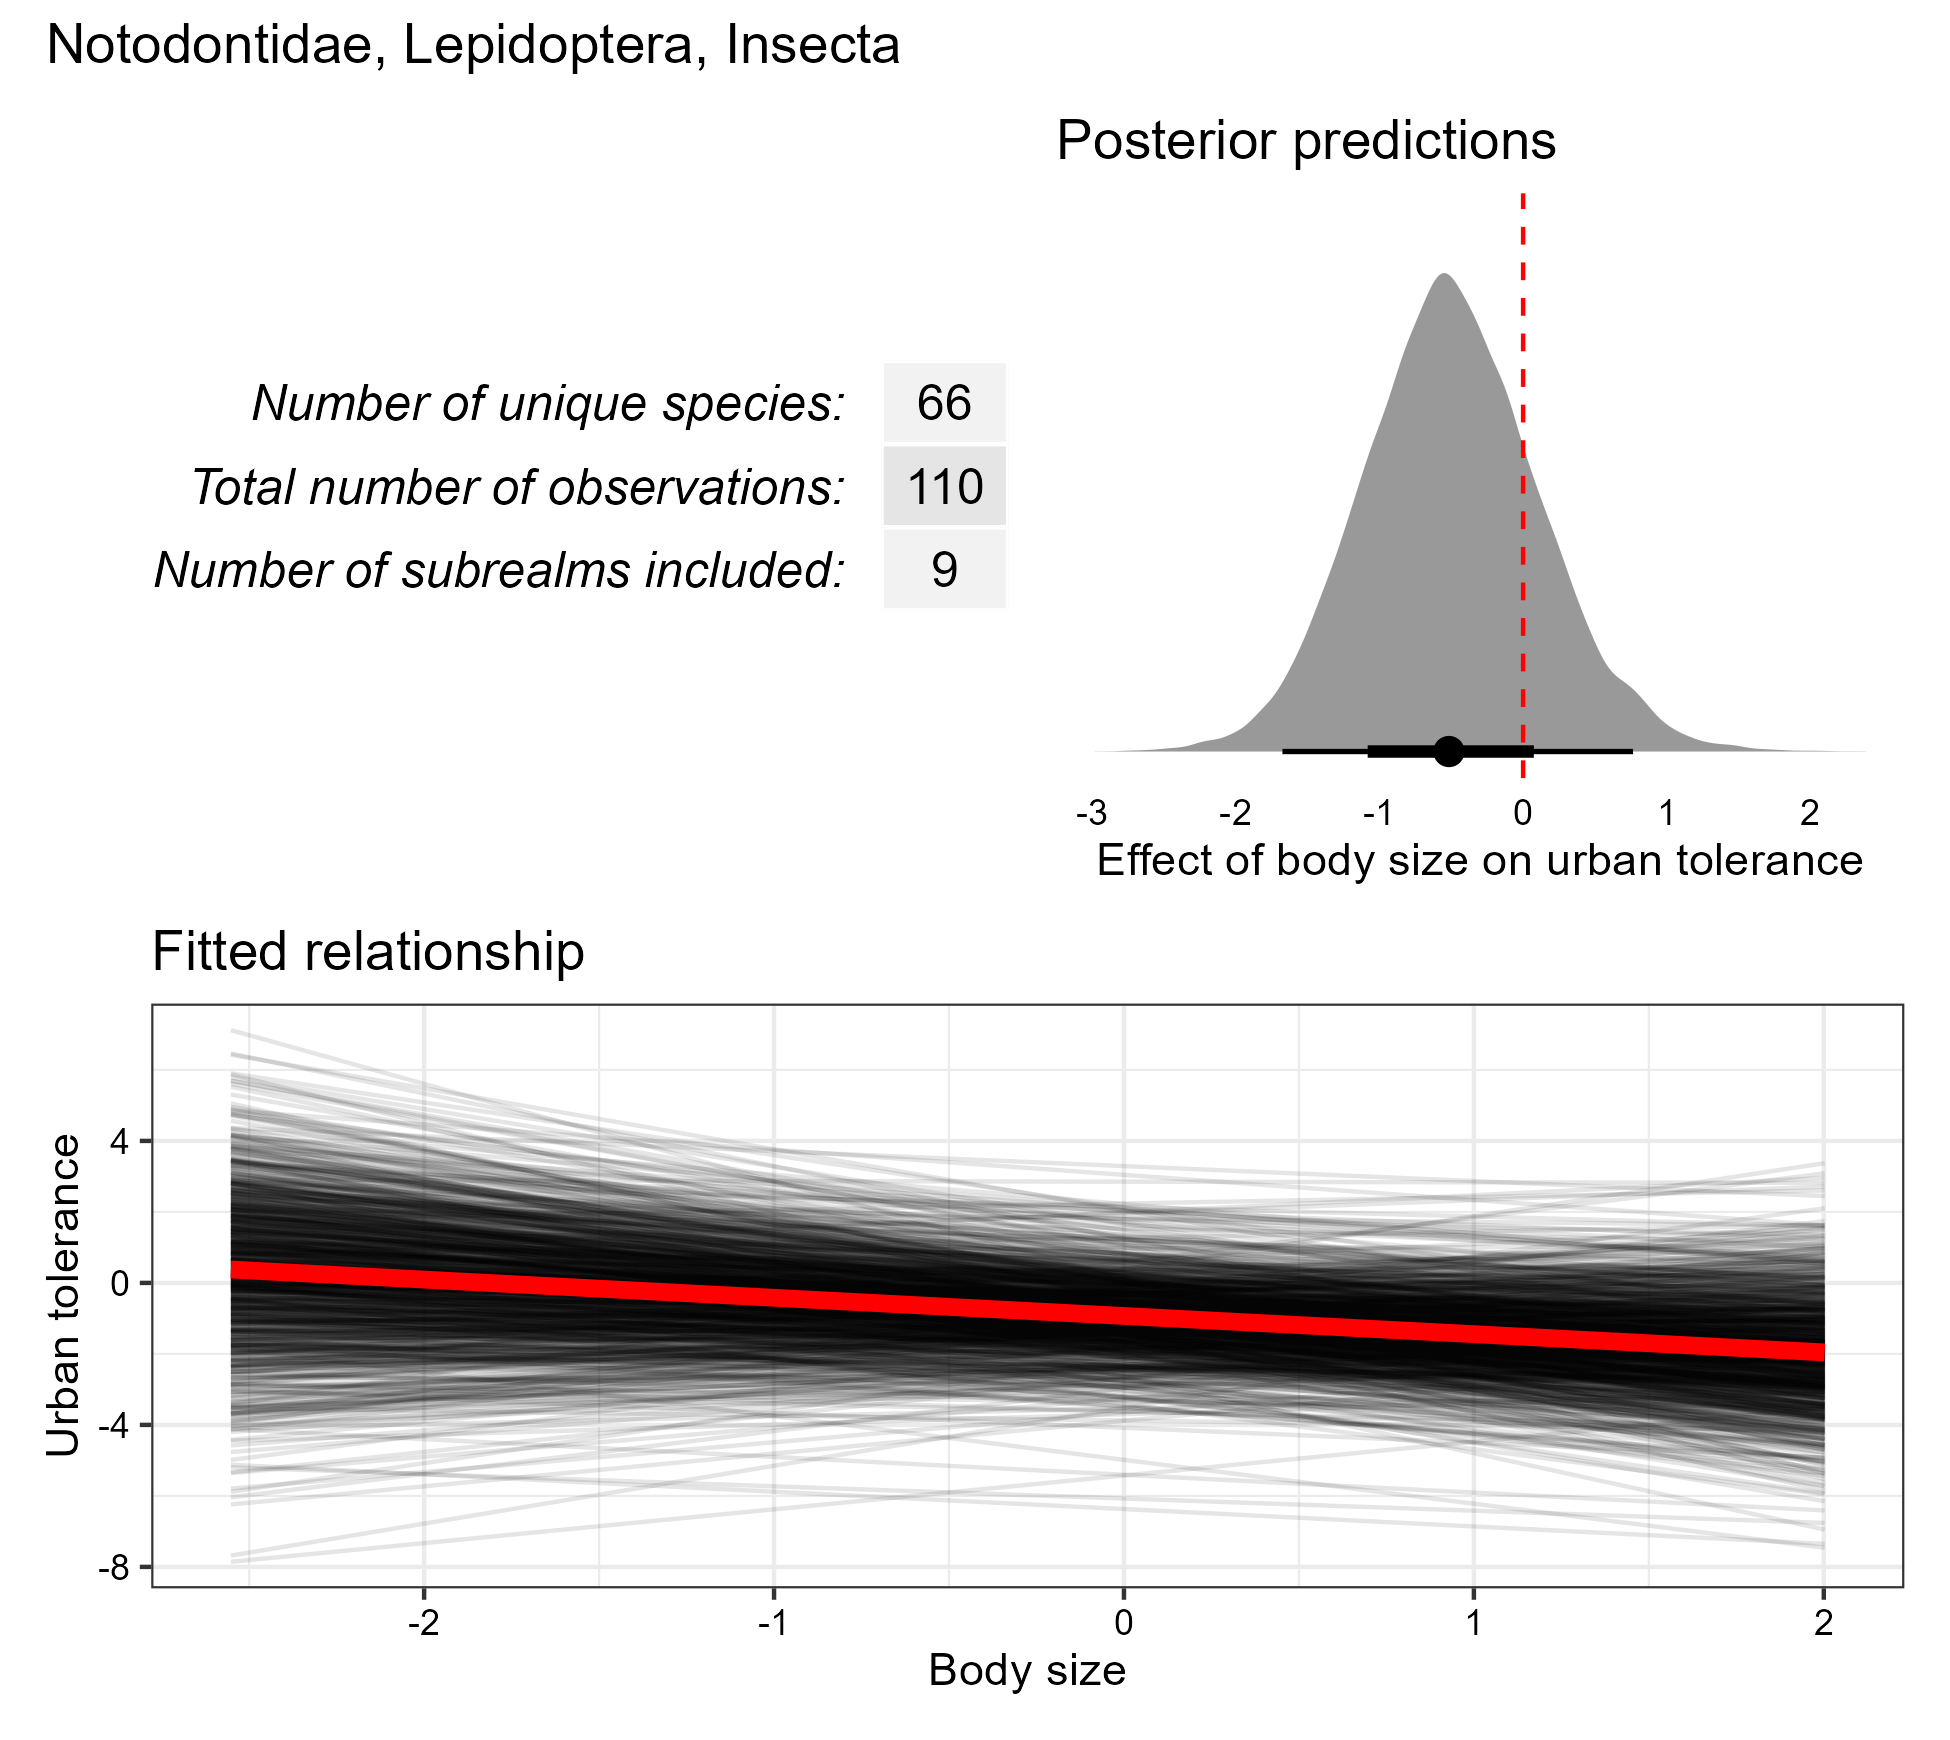 Notodontidae, Lepidoptera, Insecta
Posterior predictions
Number of unique species: 66
Total number of observations: 110
Number of subrealms included: 9
-3 -2 -1 0 1 2
Effect of body size on urban tolerance
Fitted relationship
Urban tolerance
4
0
-4
-8
-2 -1 0 1 2
Body size